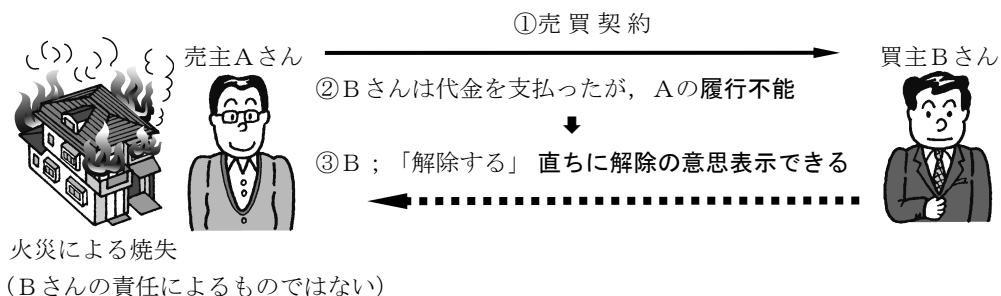 ①売 買 契 約
売主Aさん
買主Bさん
②Bさんは代金を支払ったが，Aの履行不能
③B；「解除する」 直ちに解除の意思表示できる
火災による焼失
（Bさんの責任によるものではない）